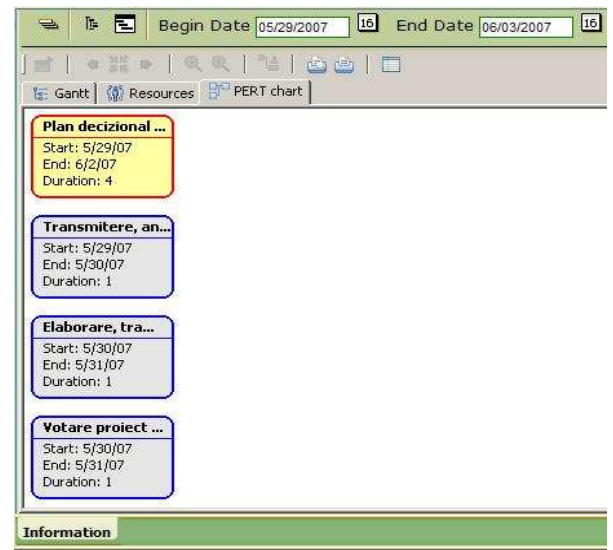 Begin Date 05/29/2007 16 End Date 06/03/2007 16
Gantt Resources PERT chart
Plan decizional ...
Start: 5/29/07
End: 6/2/07
Duration: 4
Transmitere, an...
Start: 5/29/07
End: 5/30/07
Duration: 1
Elaborare, tra...
Start: 5/30/07
End: 5/31/07
Duration: 1
Votare proiect ...
Start: 5/30/07
End: 5/31/07
Duration: 1
Information